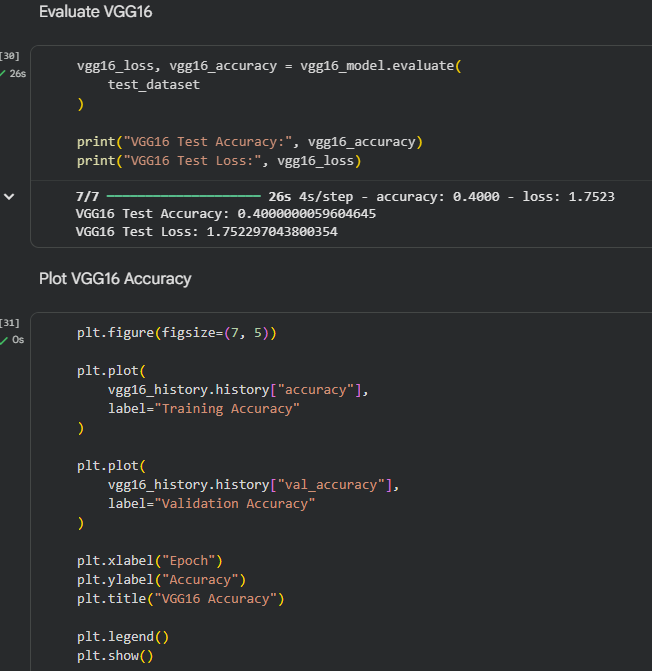 Evaluate VGG16
[30]
✓ 26s
vgg16_loss, vgg16_accuracy = vgg16_model.evaluate(
    test_dataset
)
print("VGG16 Test Accuracy:", vgg16_accuracy)
print("VGG16 Test Loss:", vgg16_loss)
7/7 ━━━━━━━━━━━━━━━━━━━━ 26s 4s/step - accuracy: 0.4000 - loss: 1.7523
VGG16 Test Accuracy: 0.4000000059604645
VGG16 Test Loss: 1.752297043800354
Plot VGG16 Accuracy
[31]
✓ 0s
plt.figure(figsize=(7, 5))
plt.plot(
    vgg16_history.history["accuracy"],
    label="Training Accuracy"
)
plt.plot(
    vgg16_history.history["val_accuracy"],
    label="Validation Accuracy"
)
plt.xlabel("Epoch")
plt.ylabel("Accuracy")
plt.title("VGG16 Accuracy")
plt.legend()
plt.show()